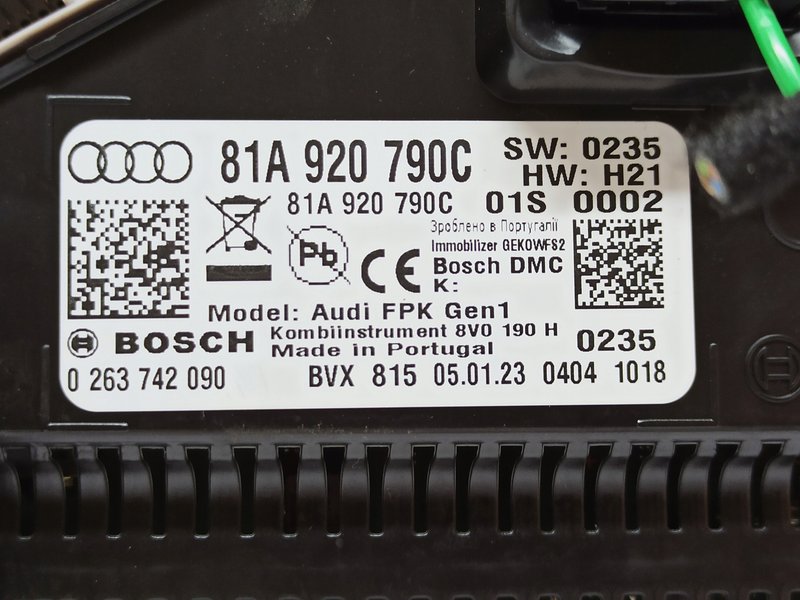 81A 920 790C SW: 0235
HW: H21
81A 920 790C 01S 0002
Зроблено в Португалії
Immobilizer GEKOWFS2
Pb
CE
Bosch DMC
K:
Model: Audi FPK Gen1
BOSCH Kombiinstrument 8V0 190 H 0235
Made in Portugal
0 263 742 090 BVX 815 05.01.23 0404 1018